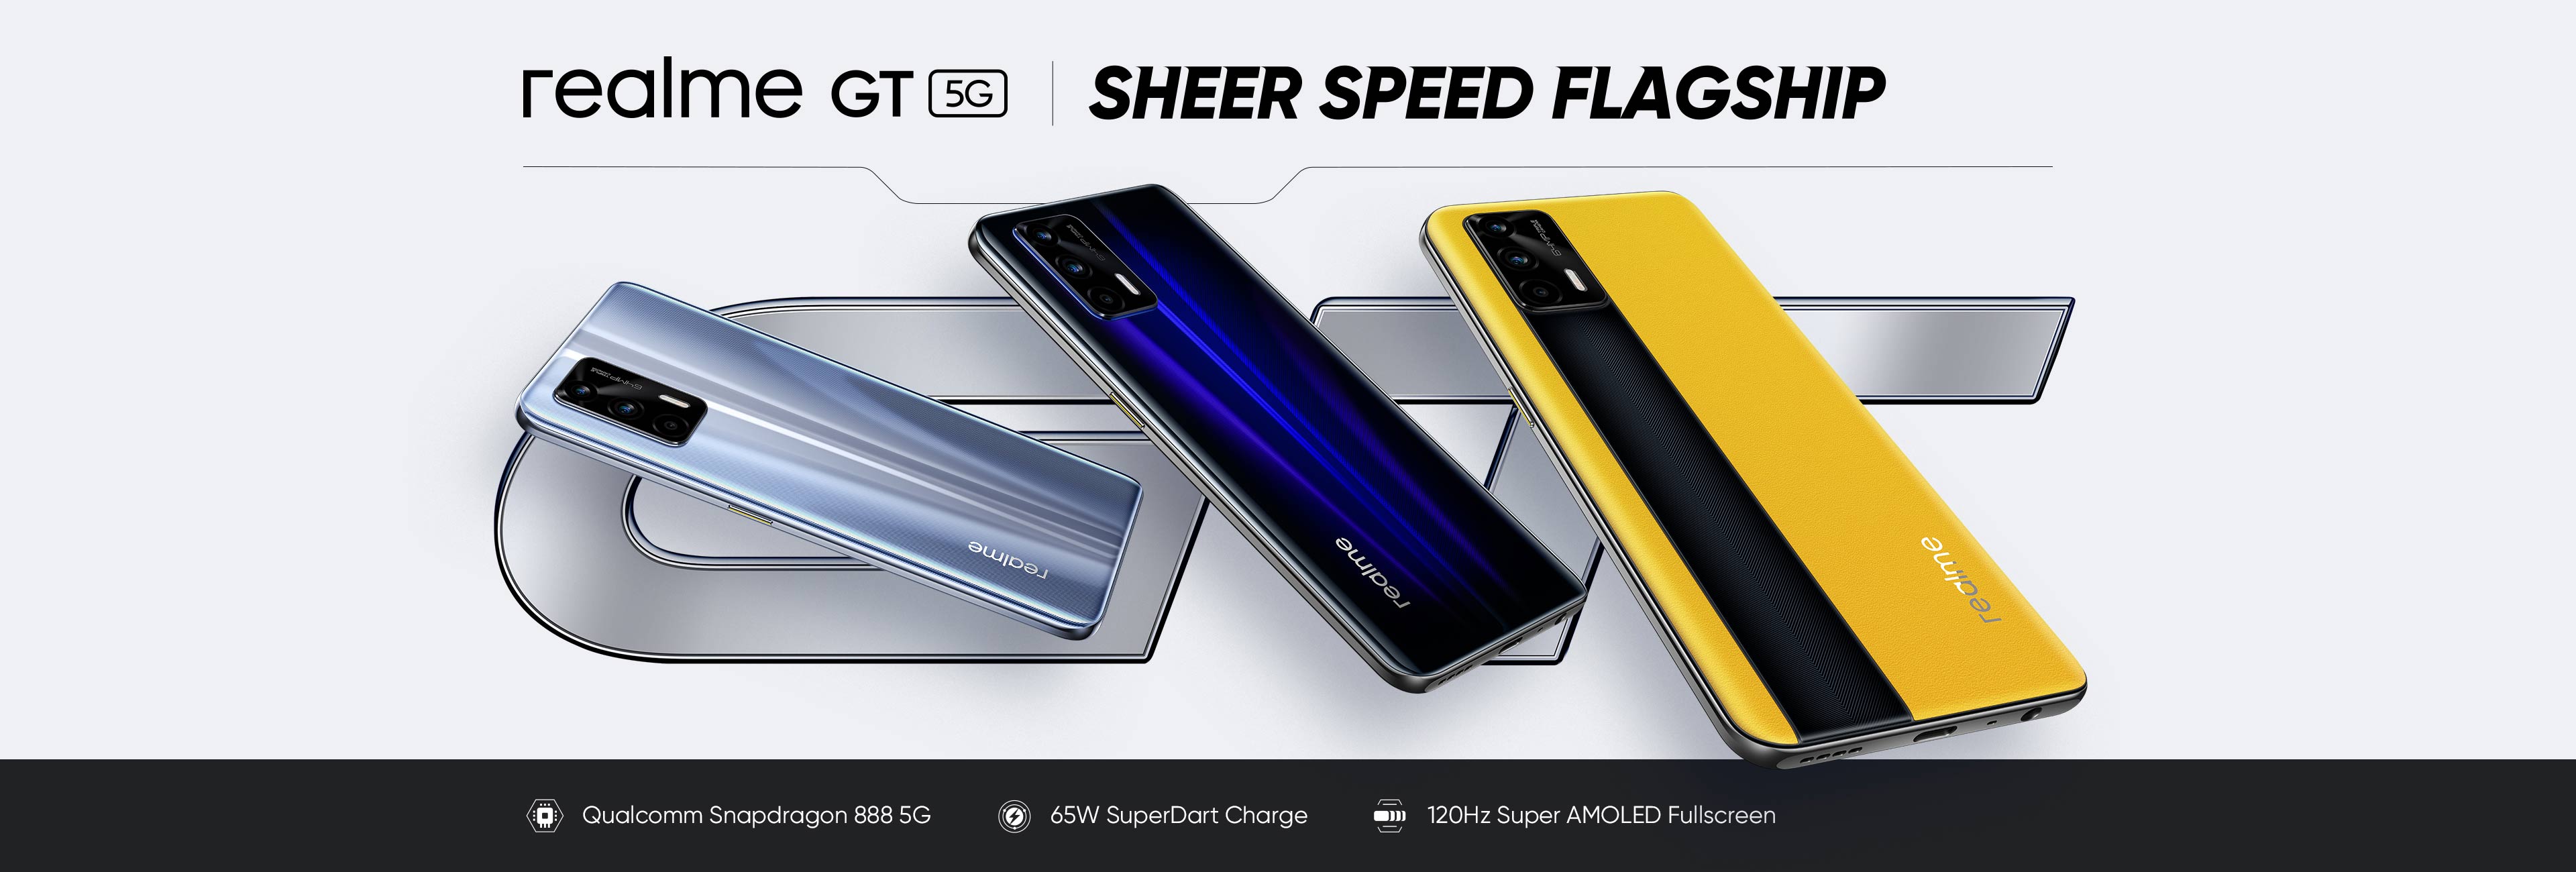 realme GT 5G | SHEER SPEED FLAGSHIP
realme
realme
realme
Qualcomm Snapdragon 888 5G
65W SuperDart Charge
120Hz Super AMOLED Fullscreen